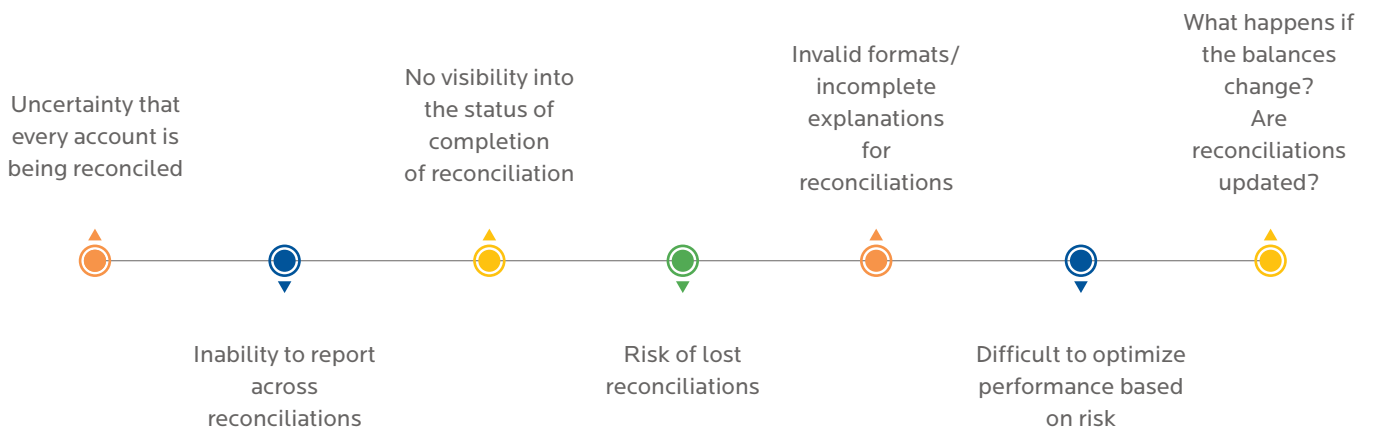 Uncertainty that
every account is
being reconciled
Inability to report
across
reconciliations
No visibility into
the status of
completion
of reconciliation
Risk of lost
reconciliations
Invalid formats/
incomplete
explanations
for
reconciliations
Difficult to optimize
performance based
on risk
What happens if
the balances
change?
Are
reconciliations
updated?